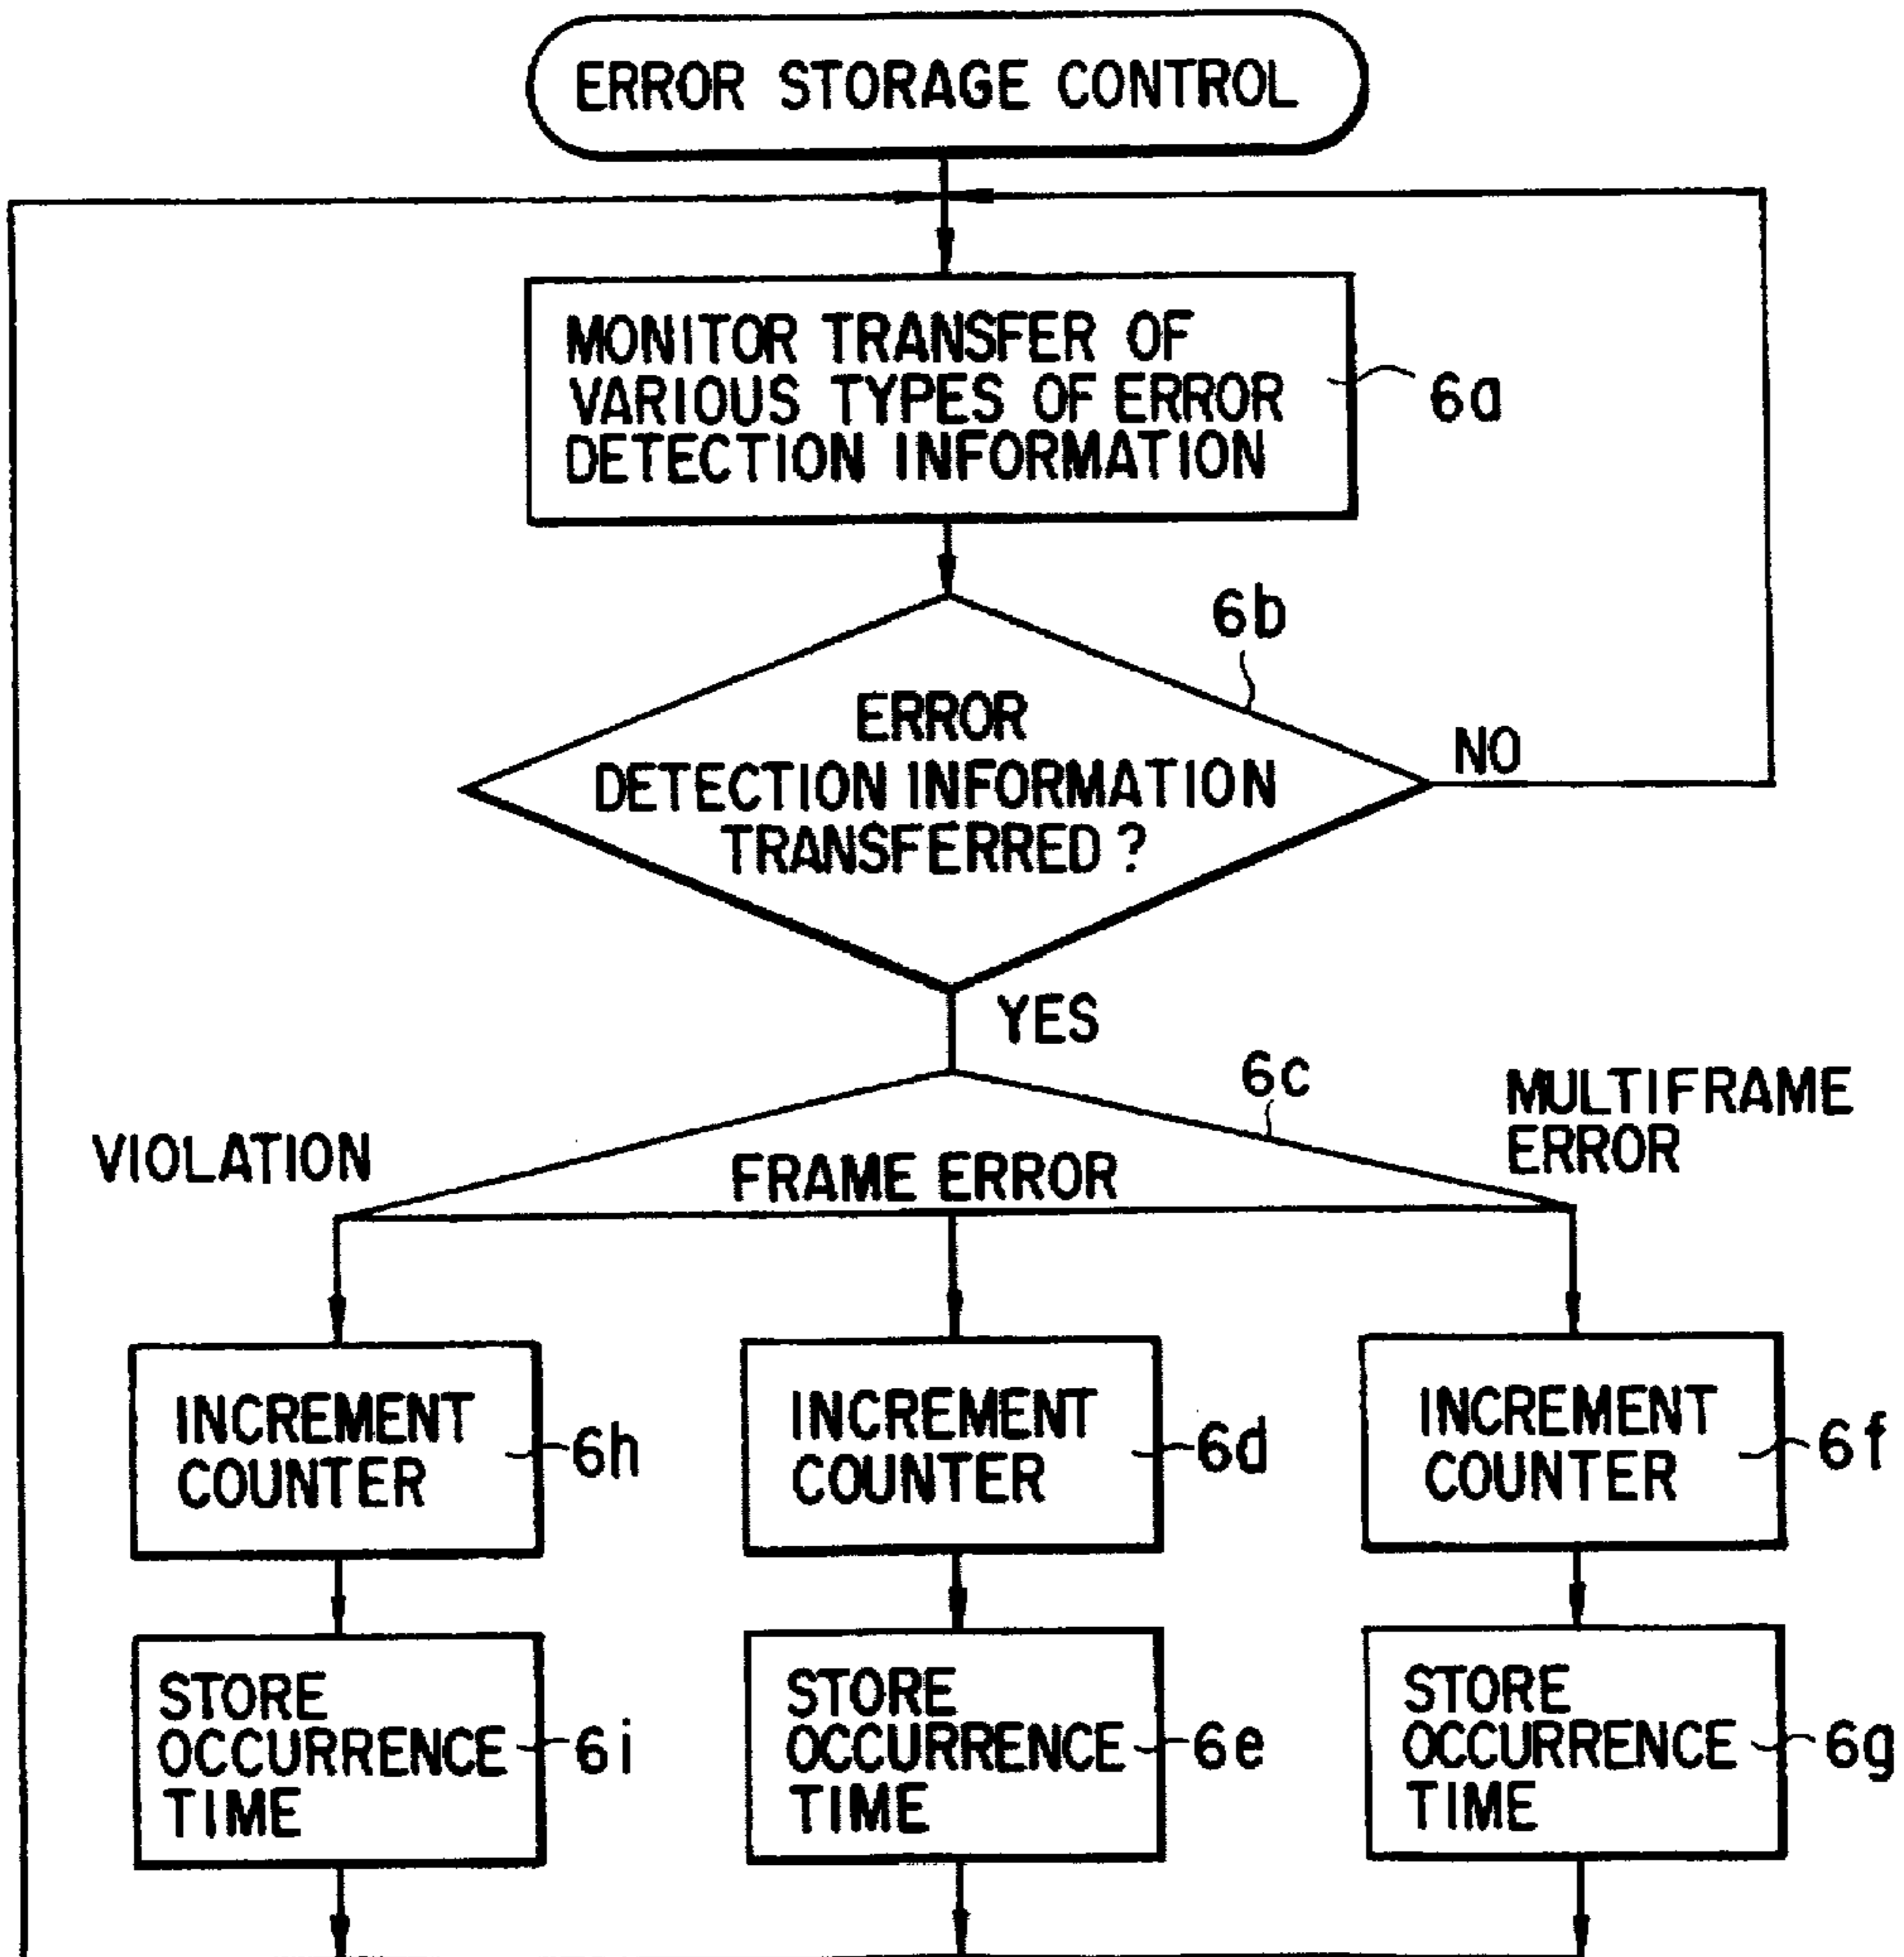 ERROR STORAGE CONTROL
MONITOR TRANSFER OF
VARIOUS TYPES OF ERROR
DETECTION INFORMATION
6a
6b
ERROR
DETECTION INFORMATION
TRANSFERRED?
NO
YES
6c
VIOLATION
FRAME ERROR
MULTIFRAME
ERROR
INCREMENT
COUNTER
6h
INCREMENT
COUNTER
6d
INCREMENT
COUNTER
6f
STORE
OCCURRENCE
TIME
6i
STORE
OCCURRENCE
TIME
6e
STORE
OCCURRENCE
TIME
6g